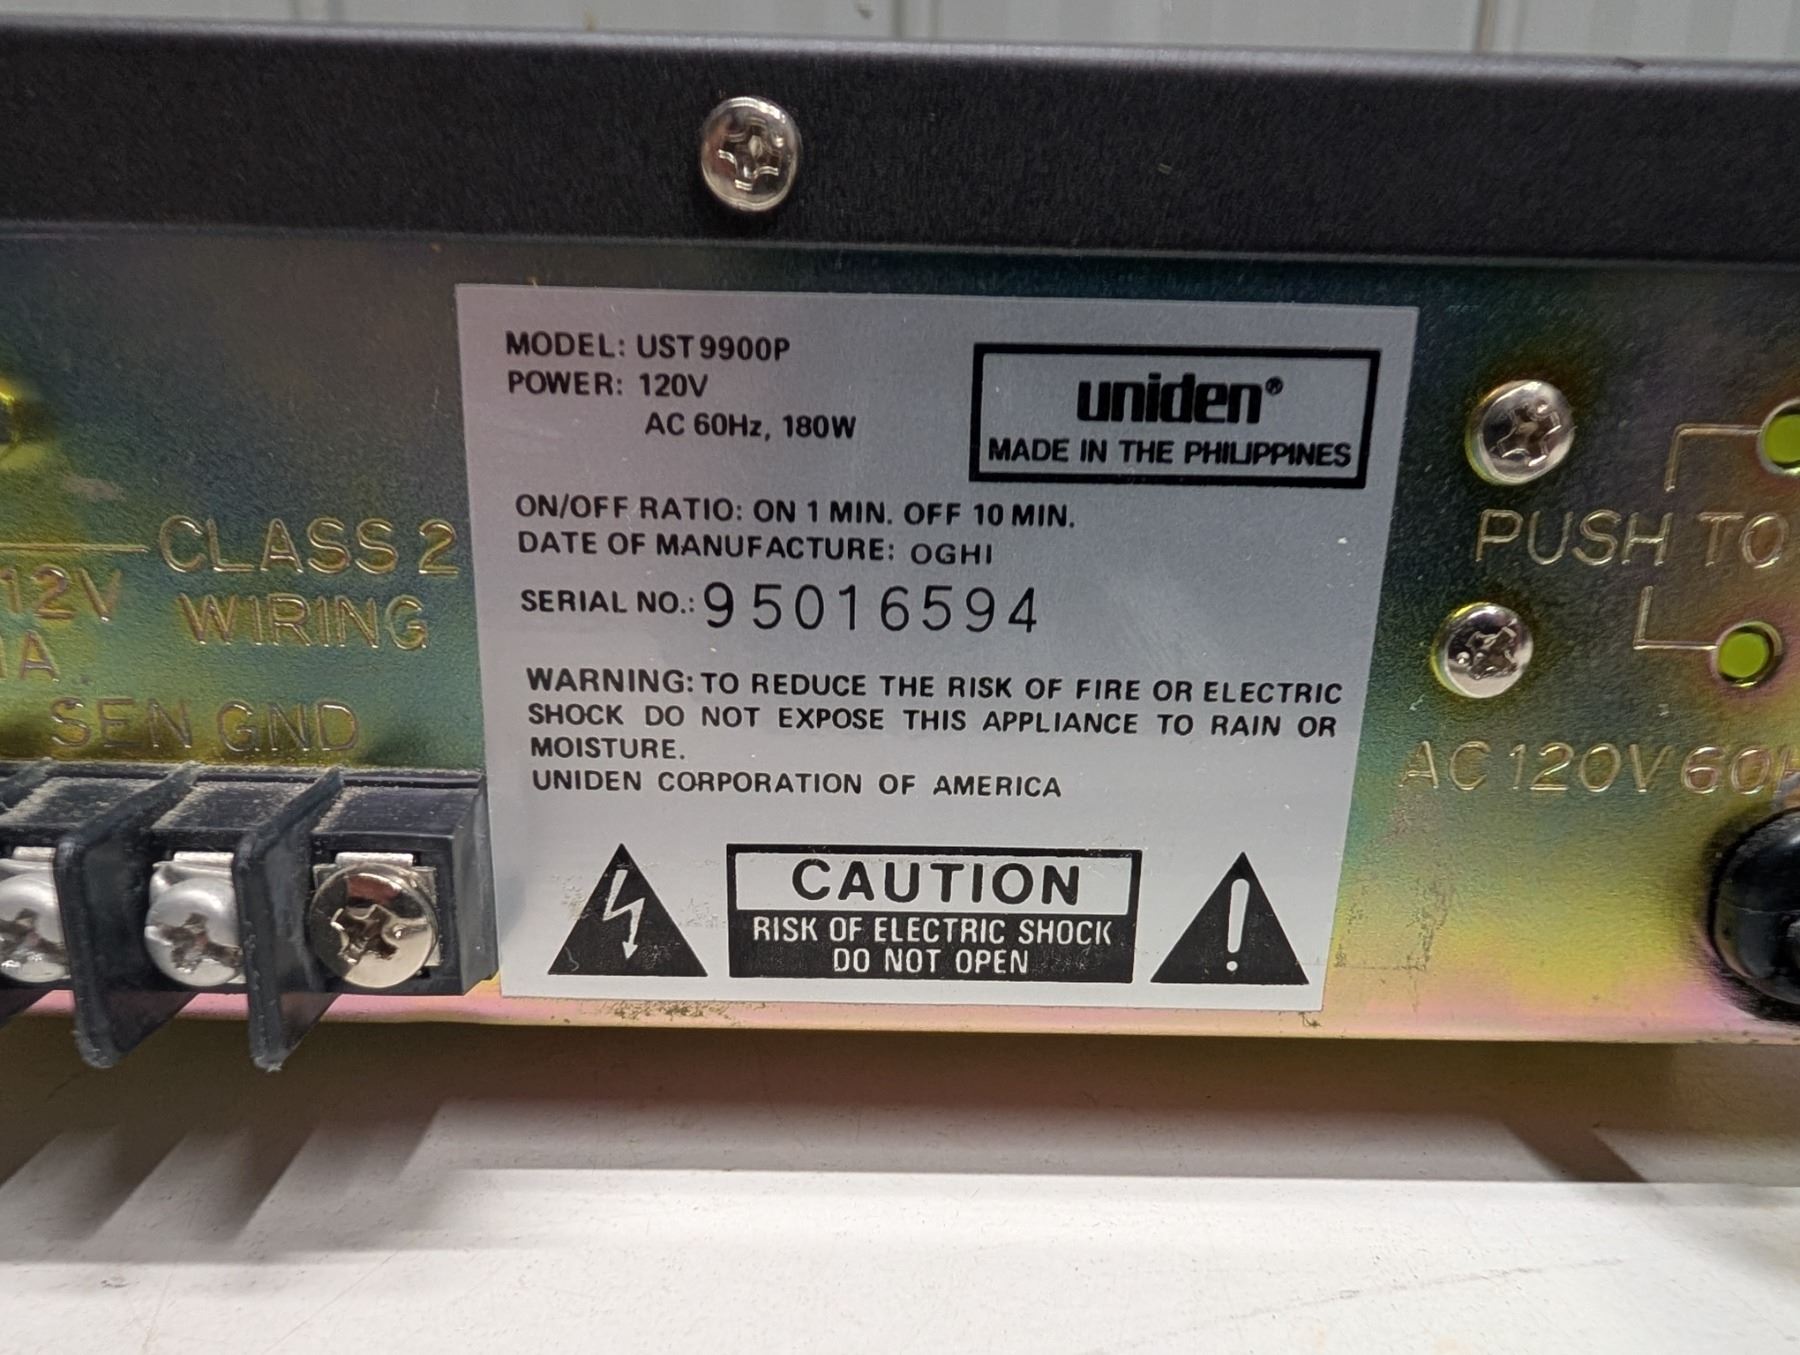 MODEL: UST9900P
POWER: 120V
AC 60Hz, 180W
uniden®
MADE IN THE PHILIPPINES
ON/OFF RATIO: ON 1 MIN. OFF 10 MIN.
DATE OF MANUFACTURE: OGHI
SERIAL NO.: 95016594
WARNING: TO REDUCE THE RISK OF FIRE OR ELECTRIC
SHOCK DO NOT EXPOSE THIS APPLIANCE TO RAIN OR
MOISTURE.
UNIDEN CORPORATION OF AMERICA
CAUTION
RISK OF ELECTRIC SHOCK
DO NOT OPEN
CLASS 2
WIRING
12V
1A.
SEN GND
PUSH TO
AC 120V 60